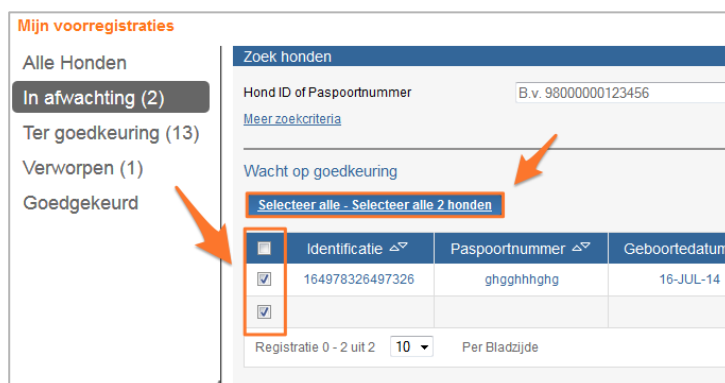 Mijn voorregistraties
Alle Honden
In afwachting (2)
Ter goedkeuring (13)
Verworpen (1)
Goedgekeurd
Zoek honden
Hond ID of Paspoortnummer B.v. 98000000123456
Meer zoekcriteria
Wacht op goedkeuring
Selecteer alle - Selecteer alle 2 honden
Identificatie Paspoortnummer Geboortedatum
164978326497326 ghgghhhghg 16-JUL-14
Registratie 0 - 2 uit 2 10 Per Bladzijde